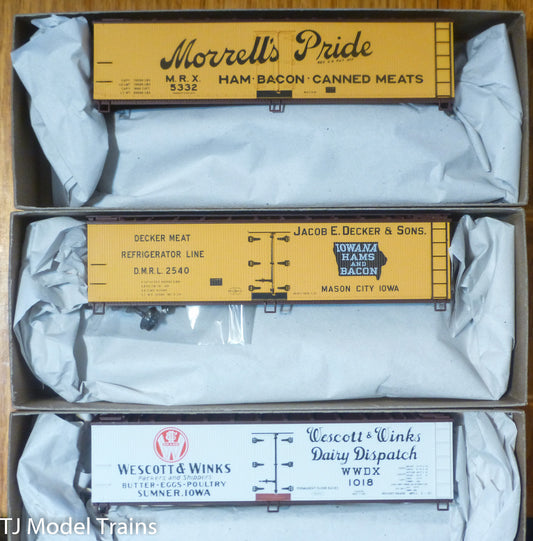 Morrell's Pride
M.R.X.
5332
HAM·BACON·CANNED MEATS
DECKER MEAT
REFRIGERATOR LINE
D.M.R.L. 2540
JACOB E. DECKER & SONS.
IOWANA
HAMS
AND
BACON
MASON CITY IOWA
WESCOTT & WINKS
Packers and Shippers
BUTTER-EGGS-POULTRY
SUMNER, IOWA
Wescott & Winks
Dairy Dispatch
WWDX
1018
TJ Model Trains